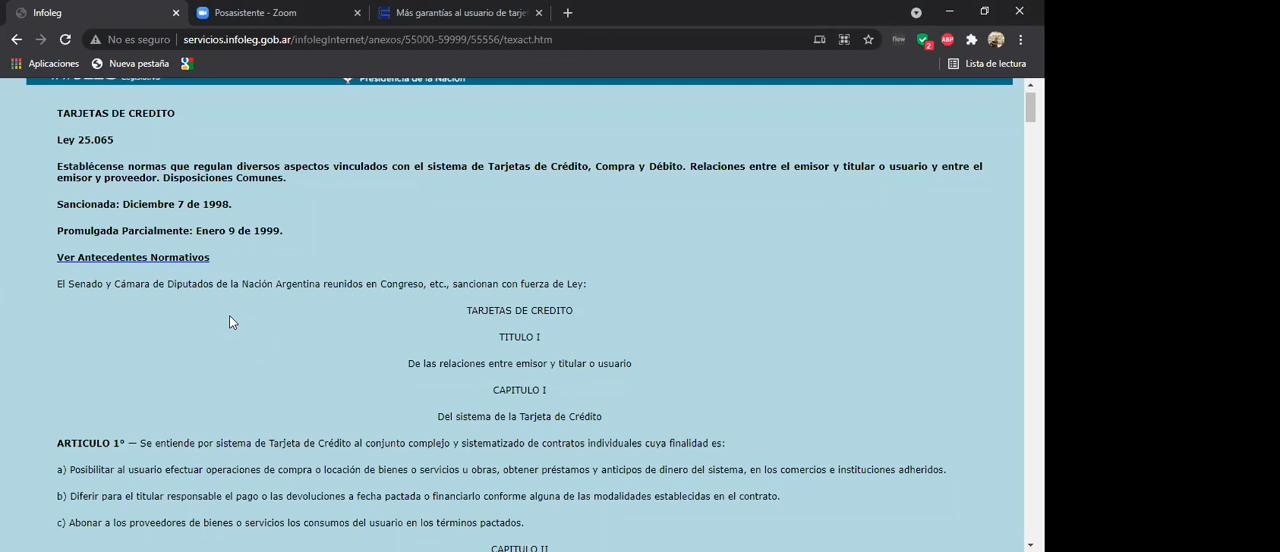 Infoleg
Posasistente - Zoom
Más garantías al usuario de tarje
No es seguro
servicios.infoleg.gob.ar/infolegInternet/anexos/55000-59999/55556/texact.htm
flow
2
ABP
Aplicaciones
Nueva pestaña
Lista de lectura
Presidencia de la Nación
TARJETAS DE CREDITO
Ley 25.065
Establécense normas que regulan diversos aspectos vinculados con el sistema de Tarjetas de Crédito, Compra y Débito. Relaciones entre el emisor y titular o usuario y entre el
emisor y proveedor. Disposiciones Comunes.
Sancionada: Diciembre 7 de 1998.
Promulgada Parcialmente: Enero 9 de 1999.
Ver Antecedentes Normativos
El Senado y Cámara de Diputados de la Nación Argentina reunidos en Congreso, etc., sancionan con fuerza de Ley:
TARJETAS DE CREDITO
TITULO I
De las relaciones entre emisor y titular o usuario
CAPITULO I
Del sistema de la Tarjeta de Crédito
ARTICULO 1° — Se entiende por sistema de Tarjeta de Crédito al conjunto complejo y sistematizado de contratos individuales cuya finalidad es:
a) Posibilitar al usuario efectuar operaciones de compra o locación de bienes o servicios u obras, obtener préstamos y anticipos de dinero del sistema, en los comercios e instituciones adheridos.
b) Diferir para el titular responsable el pago o las devoluciones a fecha pactada o financiarlo conforme alguna de las modalidades establecidas en el contrato.
c) Abonar a los proveedores de bienes o servicios los consumos del usuario en los términos pactados.
CAPITULO II